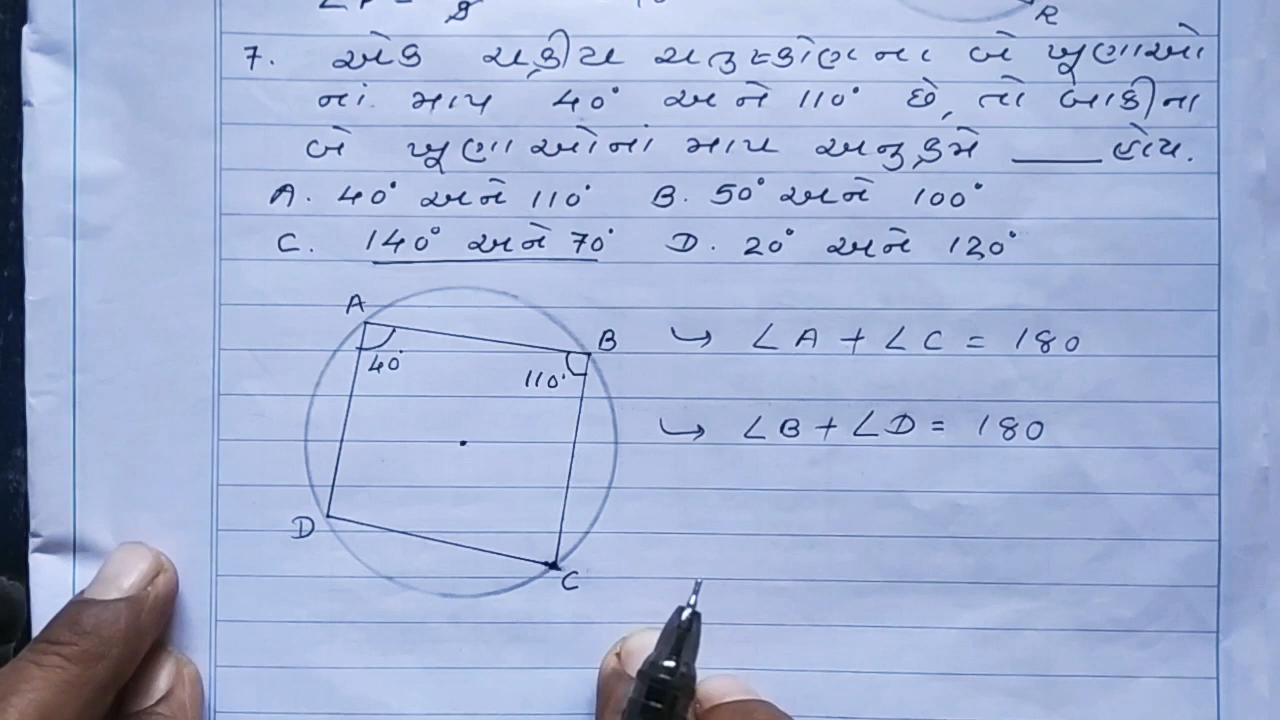 R
7. એક ચક્રીય ચતુષ્કોણના બે ખૂણાઓ
નાં માપ 40° અને 110° છે, તો બાકીના
બે ખૂણાઓનાં માપ અનુક્રમે ____ હોય.
A. 40° અને 110° B. 50° અને 100°
C. 140° અને 70° D. 20° અને 120°
A
B
40°
110°
D
C
↪ ∠A + ∠C = 180
↪ ∠B + ∠D = 180